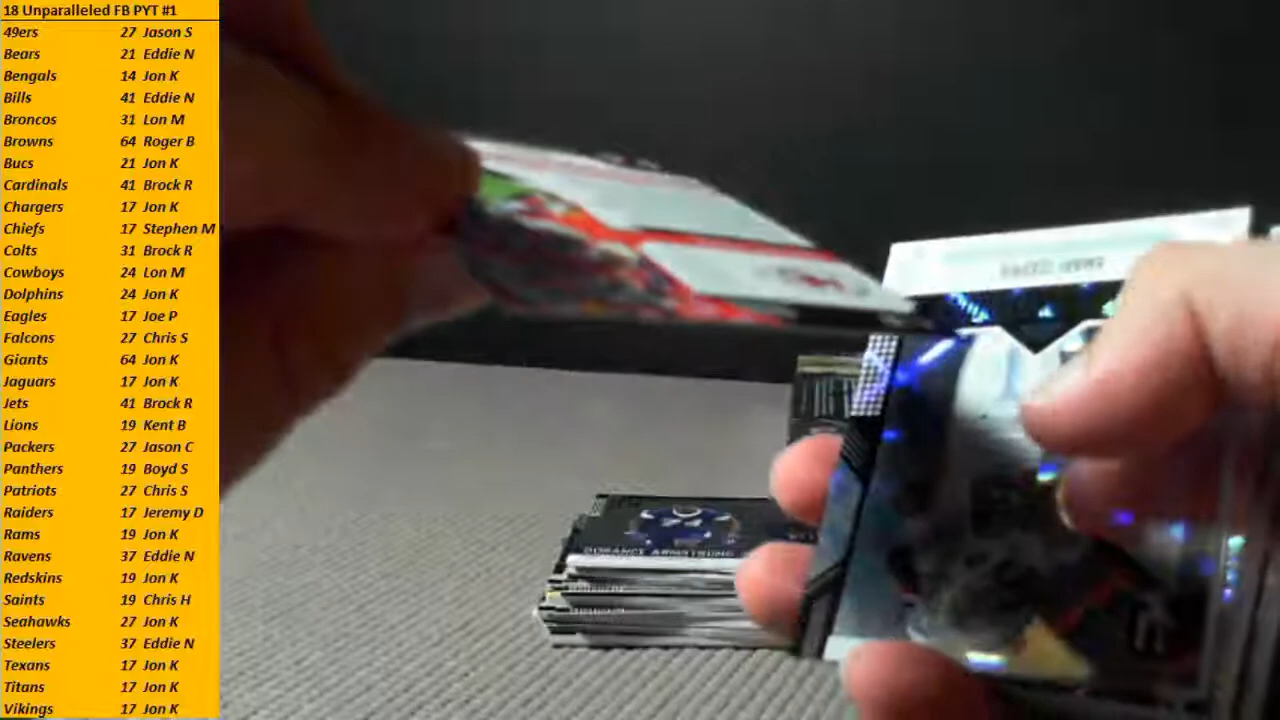 18 Unparalleled FB PYT #1
49ers 27 Jason S
Bears 21 Eddie N
Bengals 14 Jon K
Bills 41 Eddie N
Broncos 31 Lon M
Browns 64 Roger B
Bucs 21 Jon K
Cardinals 41 Brock R
Chargers 17 Jon K
Chiefs 17 Stephen M
Colts 31 Brock R
Cowboys 24 Lon M
Dolphins 24 Jon K
Eagles 17 Joe P
Falcons 27 Chris S
Giants 64 Jon K
Jaguars 17 Jon K
Jets 41 Brock R
Lions 19 Kent B
Packers 27 Jason C
Panthers 19 Boyd S
Patriots 27 Chris S
Raiders 17 Jeremy D
Rams 19 Jon K
Ravens 37 Eddie N
Redskins 19 Jon K
Saints 19 Chris H
Seahawks 27 Jon K
Steelers 37 Eddie N
Texans 17 Jon K
Titans 17 Jon K
Vikings 17 Jon K
DORANCE ARMSTRONG